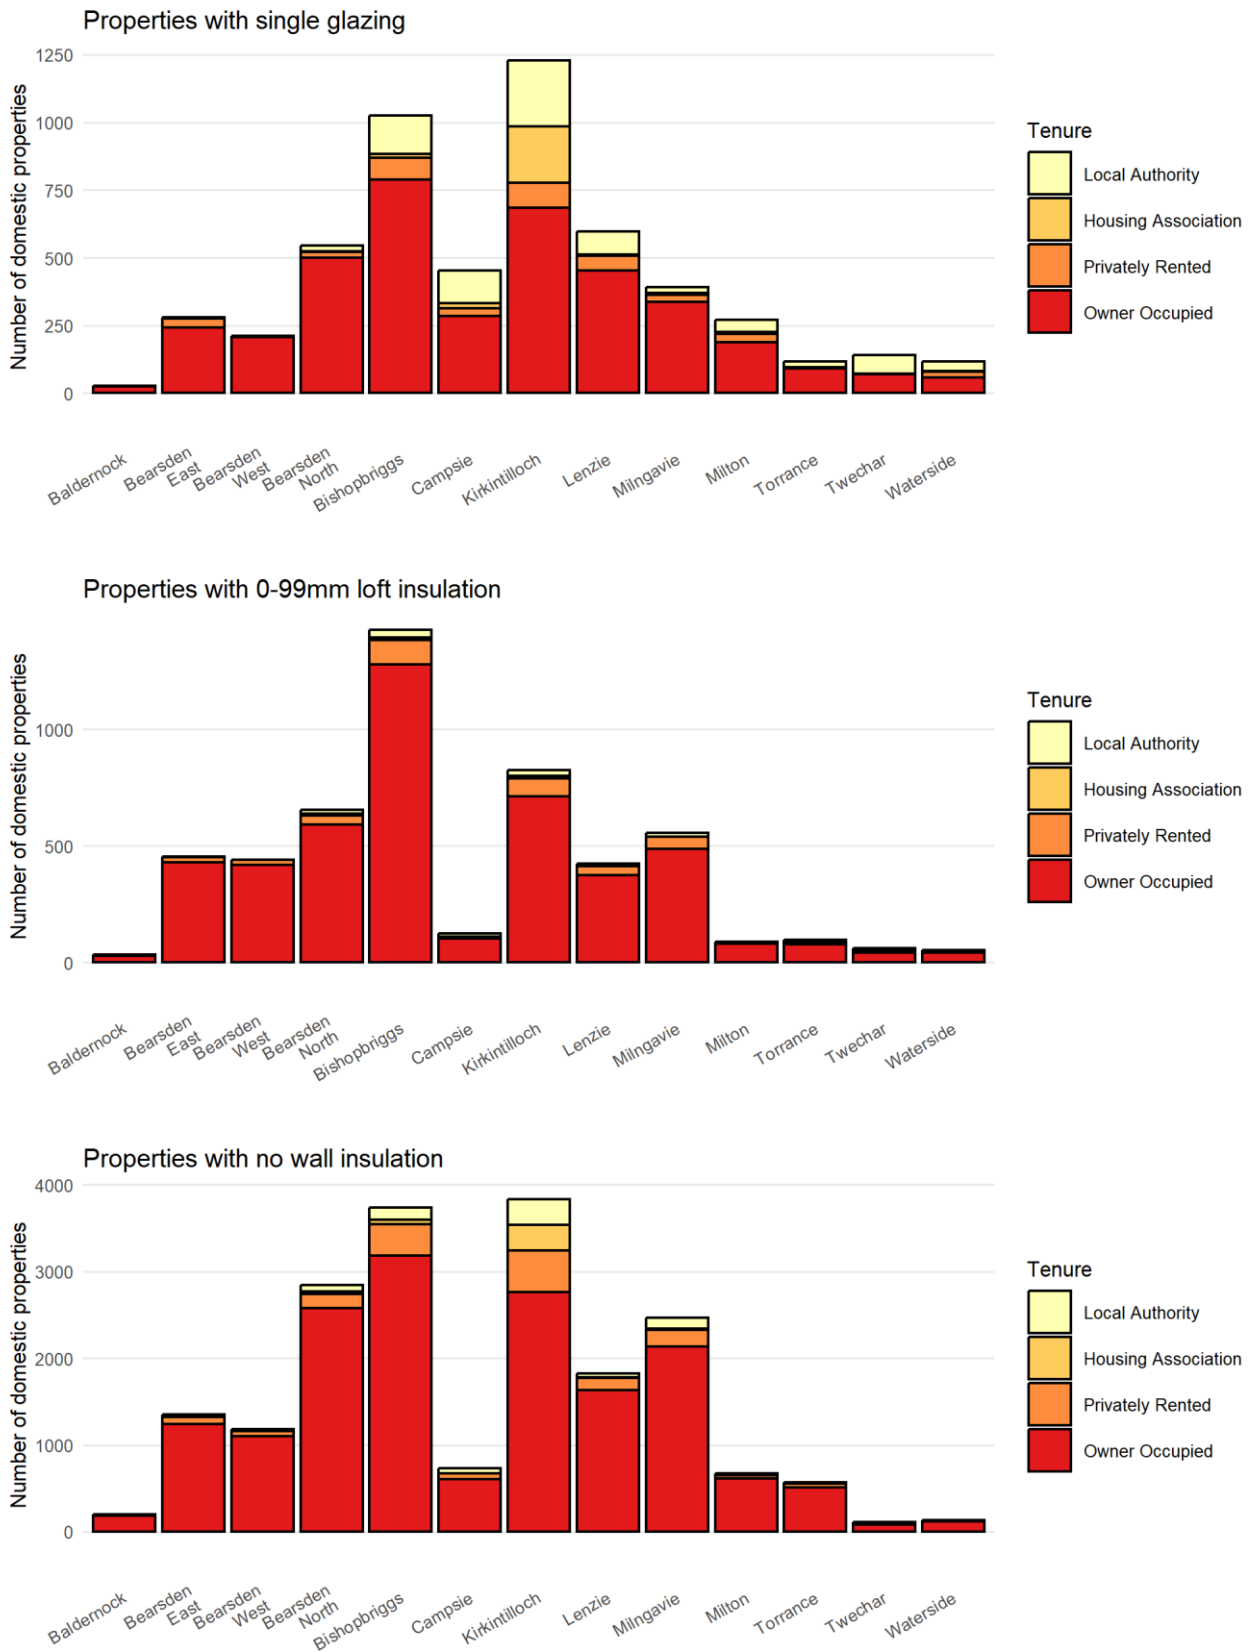 Properties with single glazing
Number of domestic properties
1250
1000
750
500
250
0
Baldernock
Bearsden
East
Bearsden
West
Bearsden
North
Bishopbriggs
Campsie
Kirkintilloch
Lenzie
Milngavie
Milton
Torrance
Twechar
Waterside
Tenure
Local Authority
Housing Association
Privately Rented
Owner Occupied
Properties with 0-99mm loft insulation
Number of domestic properties
1000
500
0
Baldernock
Bearsden
East
Bearsden
West
Bearsden
North
Bishopbriggs
Campsie
Kirkintilloch
Lenzie
Milngavie
Milton
Torrance
Twechar
Waterside
Tenure
Local Authority
Housing Association
Privately Rented
Owner Occupied
Properties with no wall insulation
Number of domestic properties
4000
3000
2000
1000
0
Baldernock
Bearsden
East
Bearsden
West
Bearsden
North
Bishopbriggs
Campsie
Kirkintilloch
Lenzie
Milngavie
Milton
Torrance
Twechar
Waterside
Tenure
Local Authority
Housing Association
Privately Rented
Owner Occupied